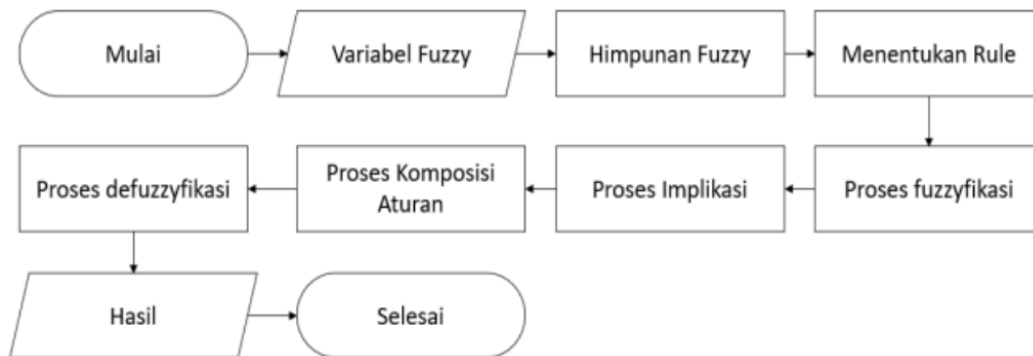 Mulai
Variabel Fuzzy
Himpunan Fuzzy
Menentukan Rule
Proses fuzzyfikasi
Proses Implikasi
Proses Komposisi
Aturan
Proses defuzzyfikasi
Hasil
Selesai